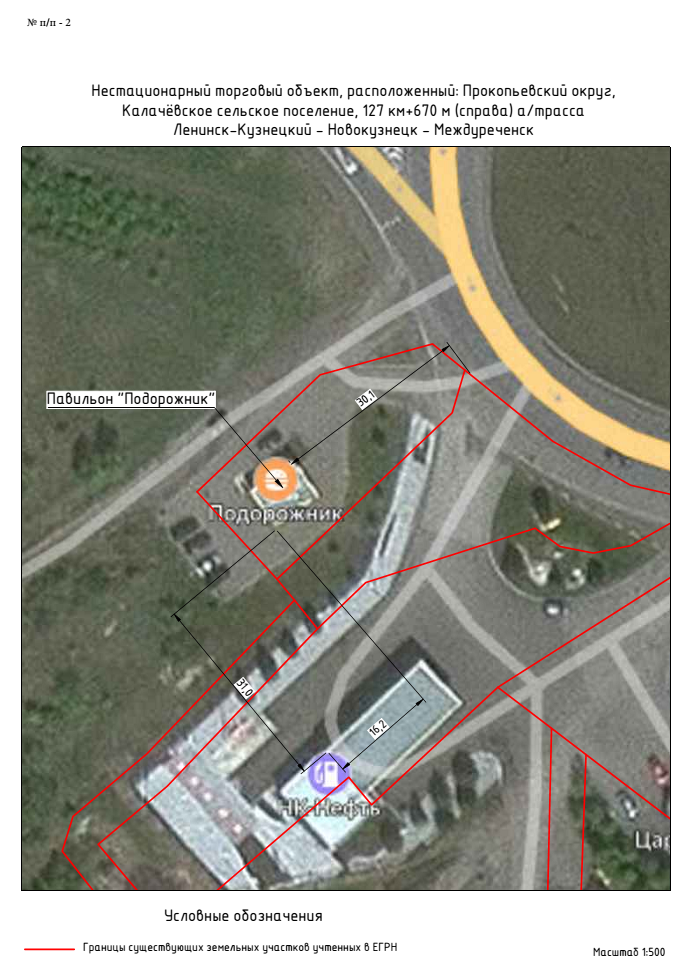 № п/п - 2
Нестационарный торговый объект, расположенный: Прокопьевский округ,
Калачёвское сельское поселение, 127 км+670 м (справа) а/трасса
Ленинск-Кузнецкий - Новокузнецк - Междуреченск
30,1
Павильон "Подорожник"
Подорожник
31,0
16,2
НК-Нефть
Цар
Условные обозначения
Границы существующих земельных участков учтенных в ЕГРН
Масштаб 1:500